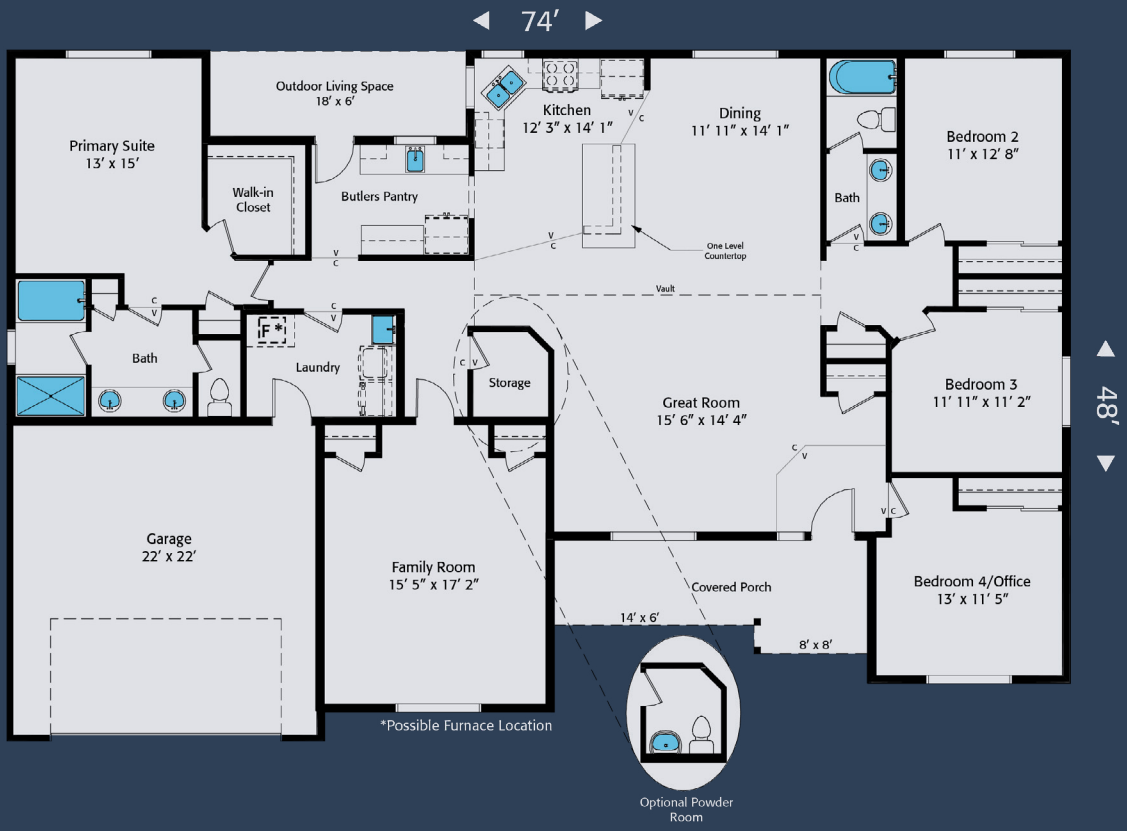 74′
Outdoor Living Space
18′ x 6′
Primary Suite
13′ x 15′
Kitchen
12′ 3″ x 14′ 1″
V
C
Dining
11′ 11″ x 14′ 1″
Bedroom 2
11′ x 12′ 8″
Walk-in
Closet
Butlers Pantry
V
C
Bath
V
C
V
C
One Level
Countertop
Vault
C
V
C
V
F *
Laundry
Bath
C V
Storage
Great Room
15′ 6″ x 14′ 4″
Bedroom 3
11′ 11″ x 11′ 2″
48′
C
V
V C
Garage
22′ x 22′
Family Room
15′ 5″ x 17′ 2″
Covered Porch
14′ x 6′
8′ x 8′
Bedroom 4/Office
13′ x 11′ 5″
*Possible Furnace Location
Optional Powder
Room